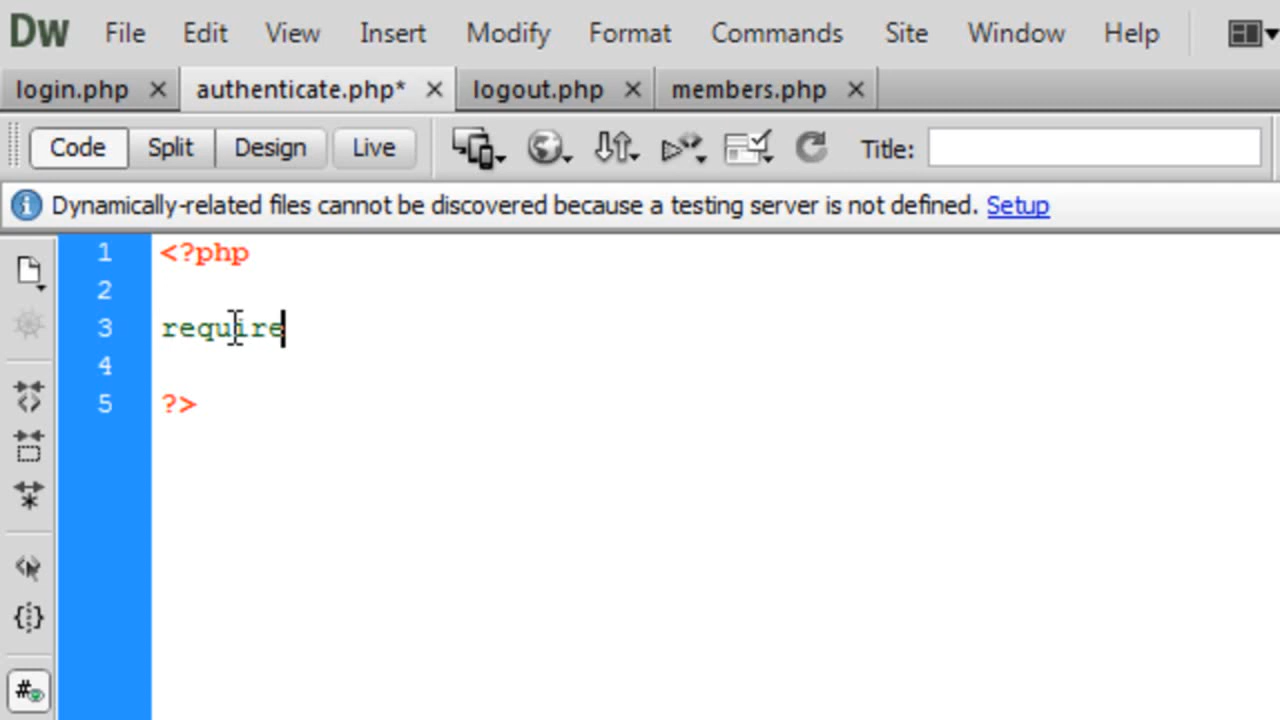 Dw File Edit View Insert Modify Format Commands Site Window Help
login.php authenticate.php* logout.php members.php
Code Split Design Live Title:
Dynamically-related files cannot be discovered because a testing server is not defined. Setup
1 <?php
2
3 require
4
5 ?>